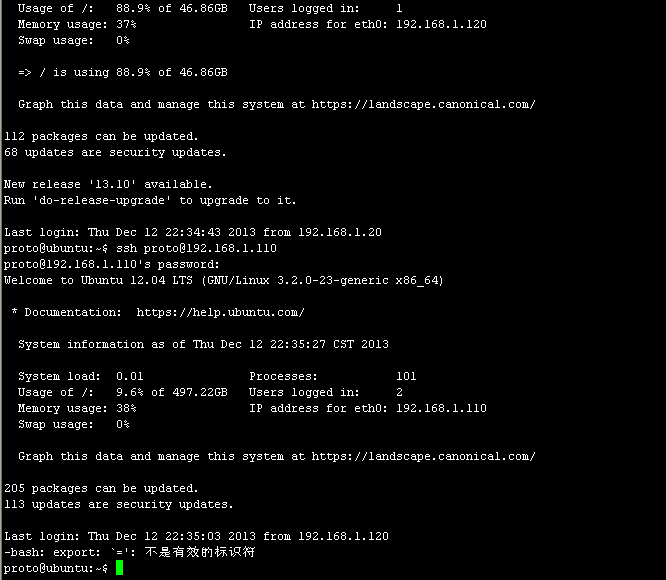 Usage of /:   88.9% of 46.86GB   Users logged in:     1
Memory usage: 37%                IP address for eth0: 192.168.1.120
Swap usage:   0%
=> / is using 88.9% of 46.86GB
Graph this data and manage this system at https://landscape.canonical.com/
112 packages can be updated.
68 updates are security updates.
New release '13.10' available.
Run 'do-release-upgrade' to upgrade to it.
Last login: Thu Dec 12 22:34:43 2013 from 192.168.1.20
proto@ubuntu:~$ ssh proto@192.168.1.110
proto@192.168.1.110's password:
Welcome to Ubuntu 12.04 LTS (GNU/Linux 3.2.0-23-generic x86_64)
* Documentation:  https://help.ubuntu.com/
System information as of Thu Dec 12 22:35:27 CST 2013
System load:  0.01               Processes:           101
Usage of /:   9.6% of 497.22GB   Users logged in:     2
Memory usage: 38%                IP address for eth0: 192.168.1.110
Swap usage:   0%
Graph this data and manage this system at https://landscape.canonical.com/
205 packages can be updated.
113 updates are security updates.
Last login: Thu Dec 12 22:35:03 2013 from 192.168.1.120
-bash: export: `=': 不是有效的标识符
proto@ubuntu:~$